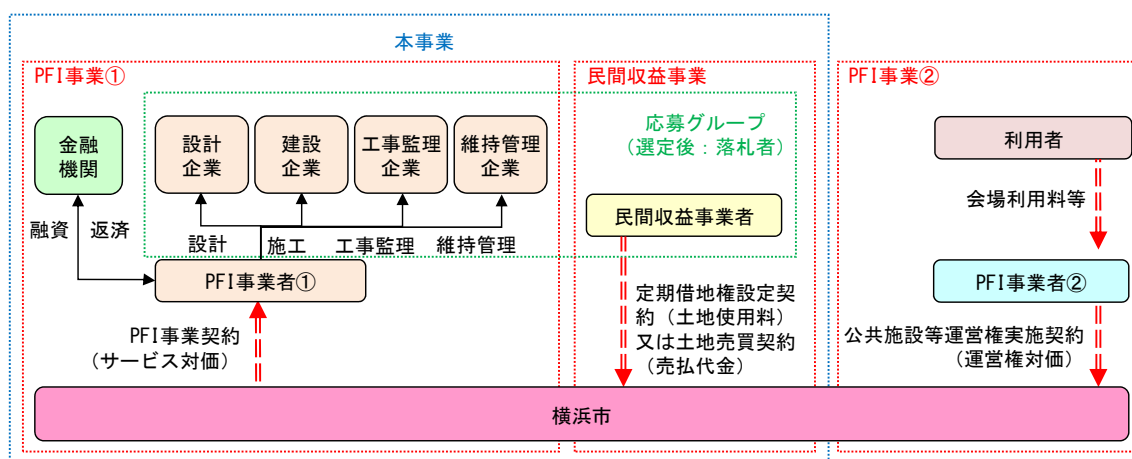 本事業
PFI事業①
民間収益事業
PFI事業②
応募グループ
(選定後:落札者)
金融
機関
設計
企業
建設
企業
工事監理
企業
維持管理
企業
利用者
会場利用料等
民間収益事業者
融資 返済
設計 施工 工事監理 維持管理
PFI事業者①
PFI事業者②
定期借地権設定契
約(土地使用料)
又は土地売買契約
(売払代金)
PFI事業契約
(サービス対価)
公共施設等運営権実施契約
(運営権対価)
横浜市